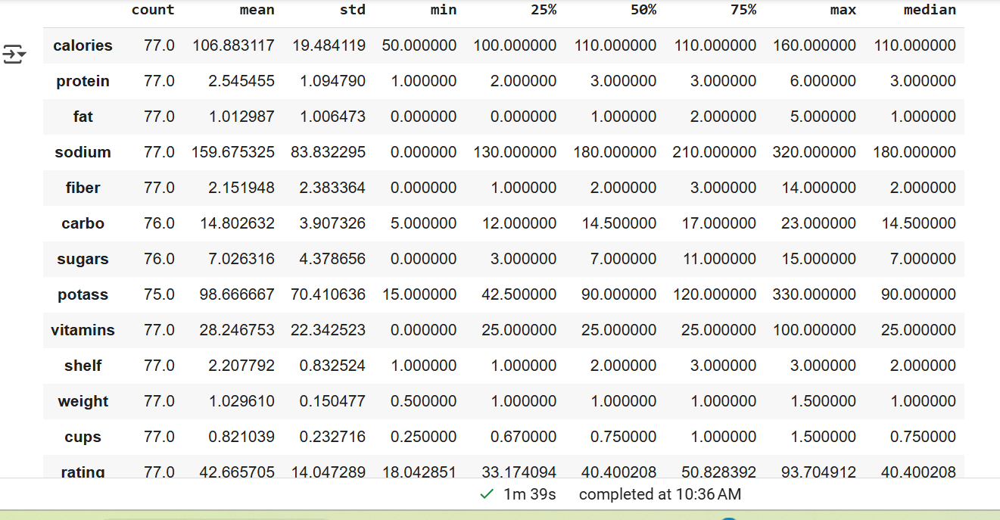 count mean std min 25% 50% 75% max median
calories 77.0 106.883117 19.484119 50.000000 100.000000 110.000000 110.000000 160.000000 110.000000
protein 77.0 2.545455 1.094790 1.000000 2.000000 3.000000 3.000000 6.000000 3.000000
fat 77.0 1.012987 1.006473 0.000000 0.000000 1.000000 2.000000 5.000000 1.000000
sodium 77.0 159.675325 83.832295 0.000000 130.000000 180.000000 210.000000 320.000000 180.000000
fiber 77.0 2.151948 2.383364 0.000000 1.000000 2.000000 3.000000 14.000000 2.000000
carbo 76.0 14.802632 3.907326 5.000000 12.000000 14.500000 17.000000 23.000000 14.500000
sugars 76.0 7.026316 4.378656 0.000000 3.000000 7.000000 11.000000 15.000000 7.000000
potass 75.0 98.666667 70.410636 15.000000 42.500000 90.000000 120.000000 330.000000 90.000000
vitamins 77.0 28.246753 22.342523 0.000000 25.000000 25.000000 25.000000 100.000000 25.000000
shelf 77.0 2.207792 0.832524 1.000000 1.000000 2.000000 3.000000 3.000000 2.000000
weight 77.0 1.029610 0.150477 0.500000 1.000000 1.000000 1.000000 1.500000 1.000000
cups 77.0 0.821039 0.232716 0.250000 0.670000 0.750000 1.000000 1.500000 0.750000
rating 77.0 42.665705 14.047289 18.042851 33.174094 40.400208 50.828392 93.704912 40.400208
1m 39s completed at 10:36 AM